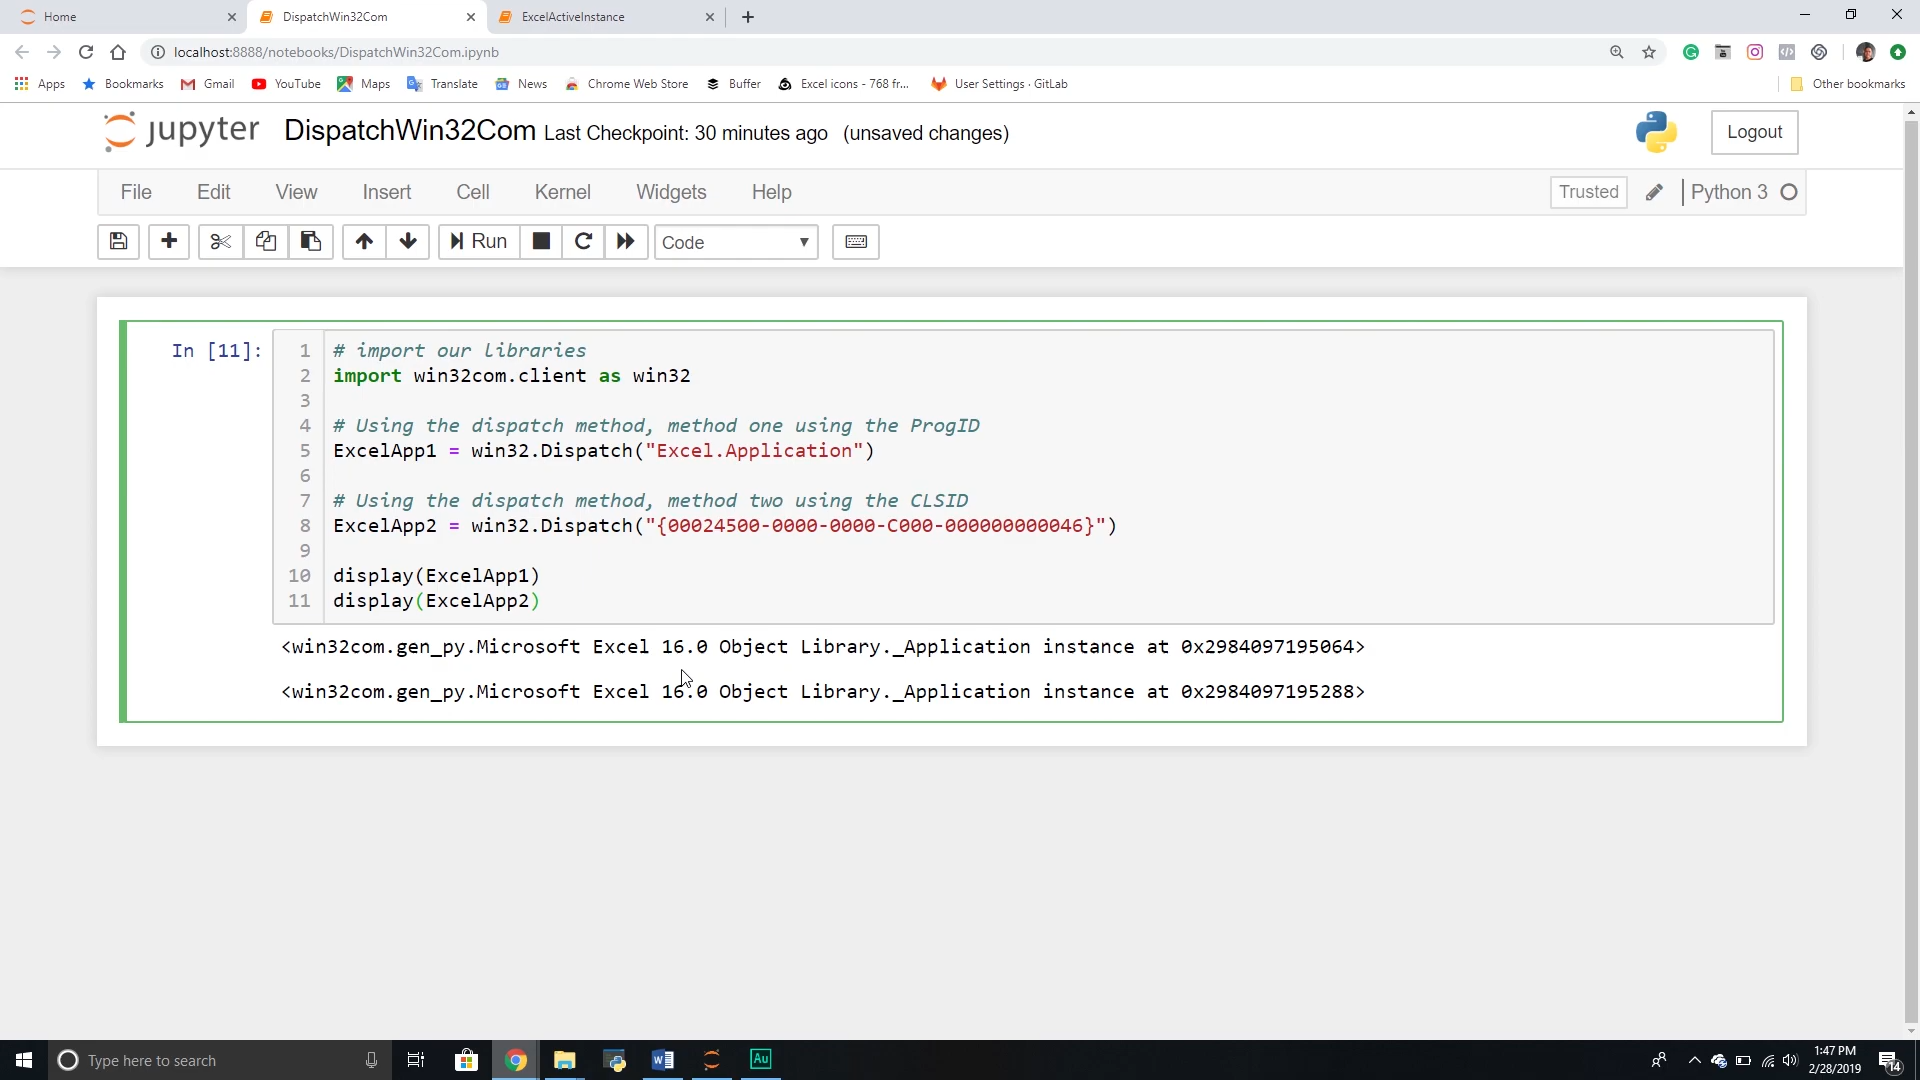 Home
DispatchWin32Com
ExcelActiveInstance
localhost:8888/notebooks/DispatchWin32Com.ipynb
Apps Bookmarks Gmail YouTube Maps Translate News Chrome Web Store Buffer Excel icons - 768 fr... User Settings · GitLab Other bookmarks
jupyter DispatchWin32Com Last Checkpoint: 30 minutes ago (unsaved changes) Logout
File Edit View Insert Cell Kernel Widgets Help Trusted Python 3
Run Code
In [11]:
1 # import our libraries
2 import win32com.client as win32
3
4 # Using the dispatch method, method one using the ProgID
5 ExcelApp1 = win32.Dispatch("Excel.Application")
6
7 # Using the dispatch method, method two using the CLSID
8 ExcelApp2 = win32.Dispatch("{00024500-0000-0000-C000-000000000046}")
9
10 display(ExcelApp1)
11 display(ExcelApp2)
<win32com.gen_py.Microsoft Excel 16.0 Object Library._Application instance at 0x2984097195064>
<win32com.gen_py.Microsoft Excel 16.0 Object Library._Application instance at 0x2984097195288>
Type here to search
Au
1:47 PM
2/28/2019
14